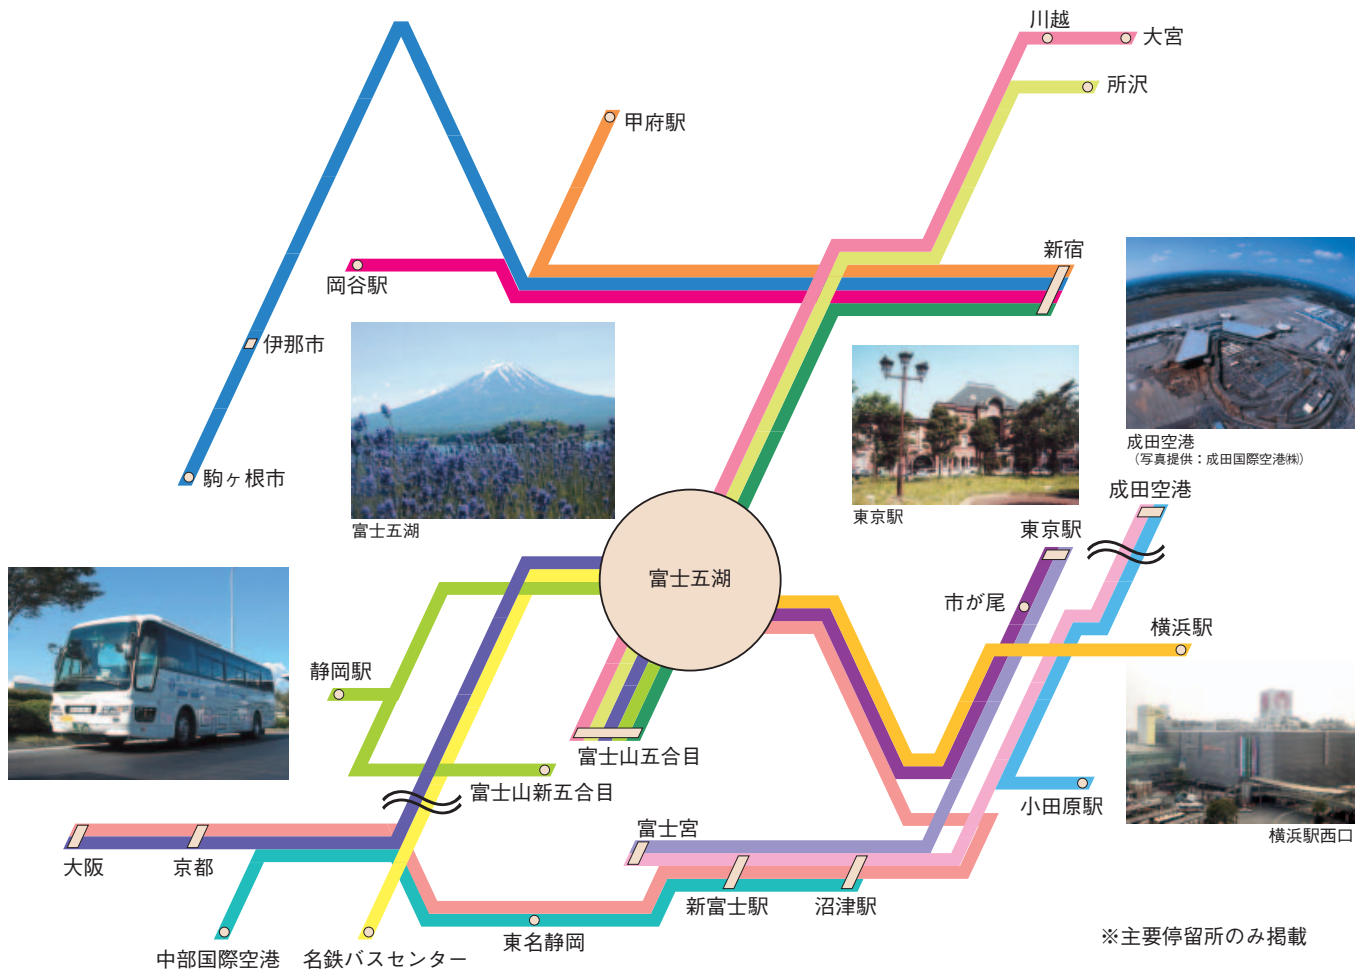 川越
大宮
所沢
甲府駅
新宿
岡谷駅
伊那市
駒ヶ根市
富士五湖
東京駅
成田空港
(写真提供:成田国際空港㈱)
成田空港
東京駅
富士五湖
市が尾
横浜駅
静岡駅
富士山五合目
富士山新五合目
小田原駅
富士宮
横浜駅西口
大阪
京都
新富士駅
沼津駅
東名静岡
中部国際空港
名鉄バスセンター
※主要停留所のみ掲載